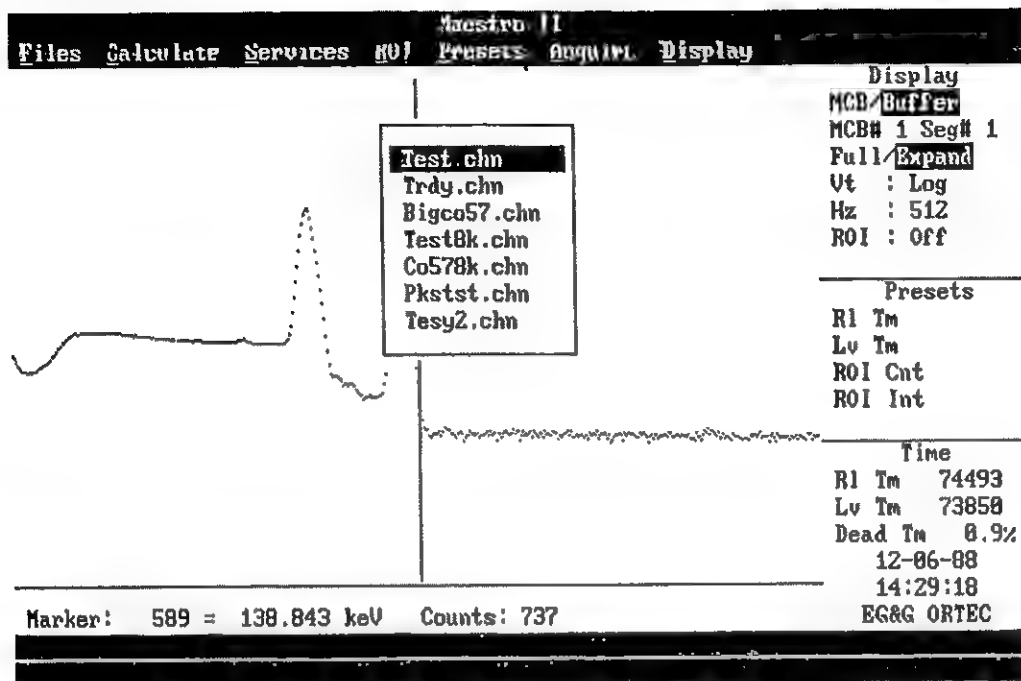 Maestro II
Files Calculate Services ROI Presets Acquire Display
Display
MCB/Buffer
MCB# 1 Seg# 1
Full/Expand
Vt : Log
Hz : 512
ROI : Off
Test.chn
Trdy.chn
Bigco57.chn
Test8k.chn
Co578k.chn
Pkstst.chn
Tesy2.chn
Presets
Rl Tm
Lv Tm
ROI Cnt
ROI Int
Time
Rl Tm 74493
Lv Tm 73850
Dead Tm 0.9%
12-06-88
14:29:18
EG&G ORTEC
Marker: 589 = 138.843 keV Counts: 737